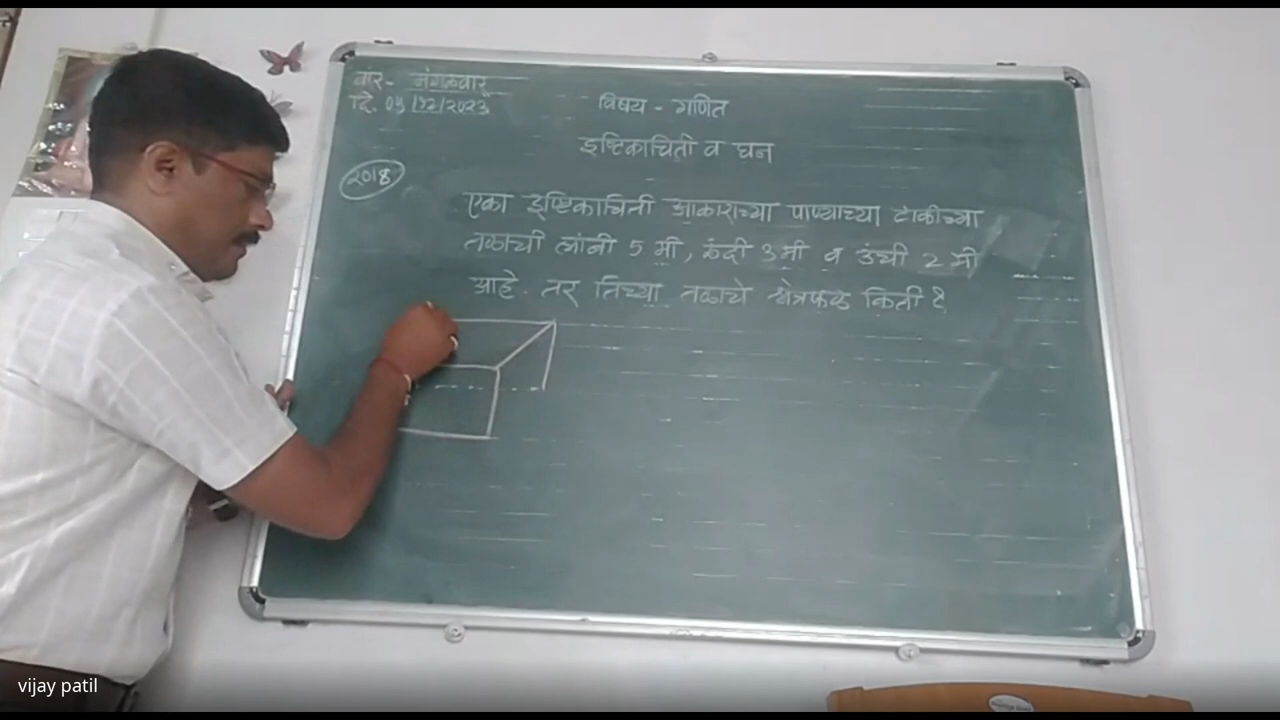 वार- मंगळवार
दि. 05/12/2023
विषय - गणित
इष्टिकाचिती व घन
2018
एका इष्टिकाचिती आकाराच्या पाण्याच्या टाकीच्या
तळाची लांबी 5 मी, रुंदी 3 मी व उंची 2 मी
आहे. तर तिच्या तळाचे क्षेत्रफळ किती ?
vijay patil